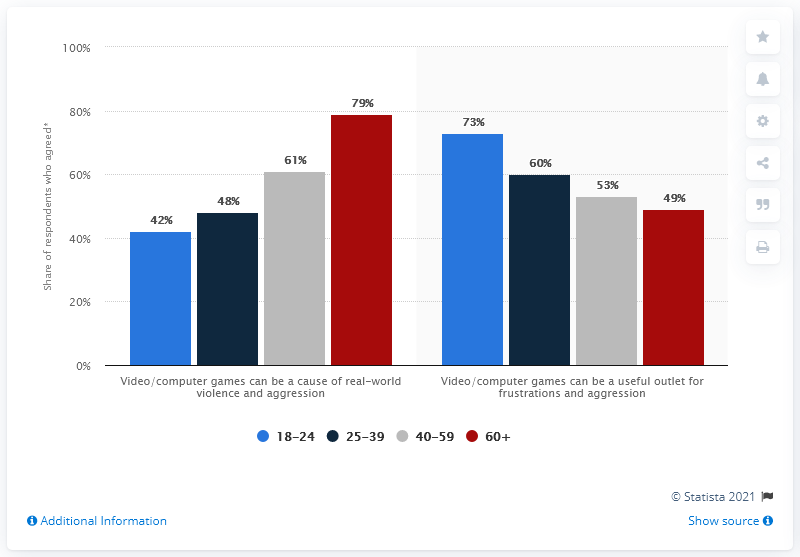 100%
80%
60%
40%
20%
0%
Share of respondents who agreed*
42%
48%
61%
79%
73%
60%
53%
49%
Video/computer games can be a cause of real-world
violence and aggression
Video/computer games can be a useful outlet for
frustrations and aggression
18-24 25-39 40-59 60+
© Statista 2021
Additional Information
Show source